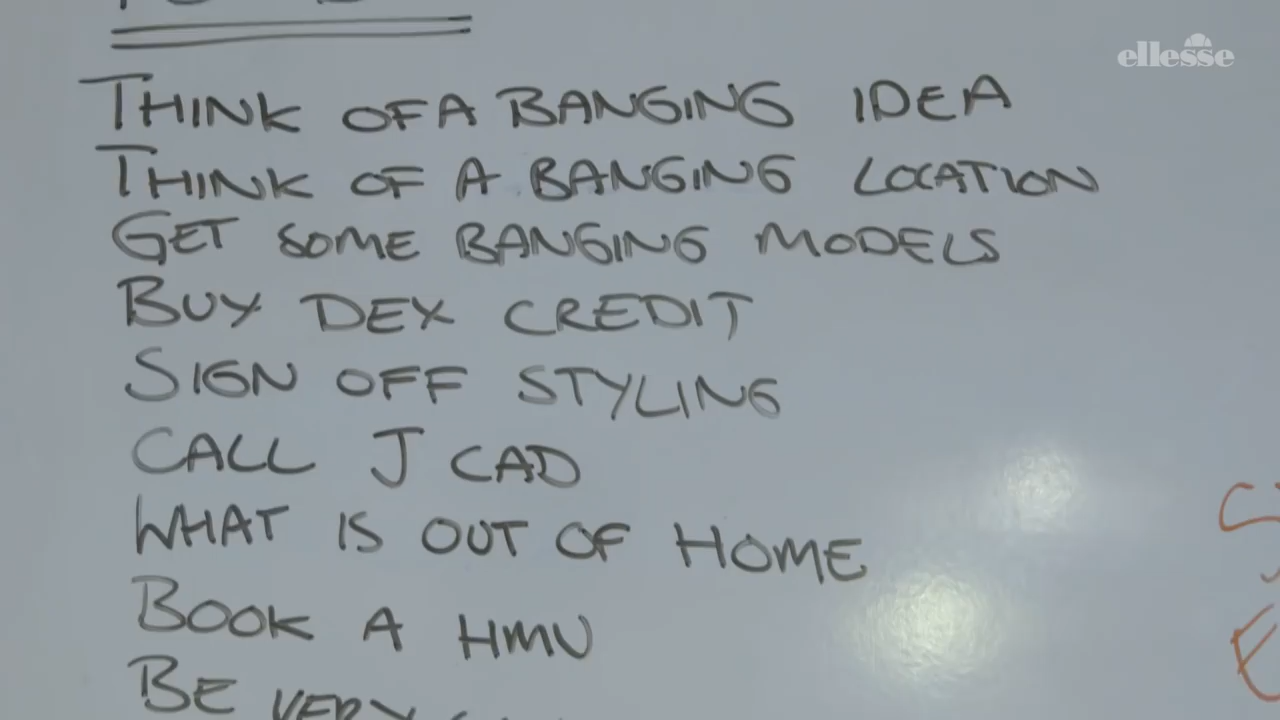 ellesse
THINK OF A BANGING IDEA
THINK OF A BANGING LOCATION
GET SOME BANGING MODELS
BUY DEX CREDIT
SIGN OFF STYLING
CALL J CAD
WHAT IS OUT OF HOME
BOOK A HMU
BE VERY